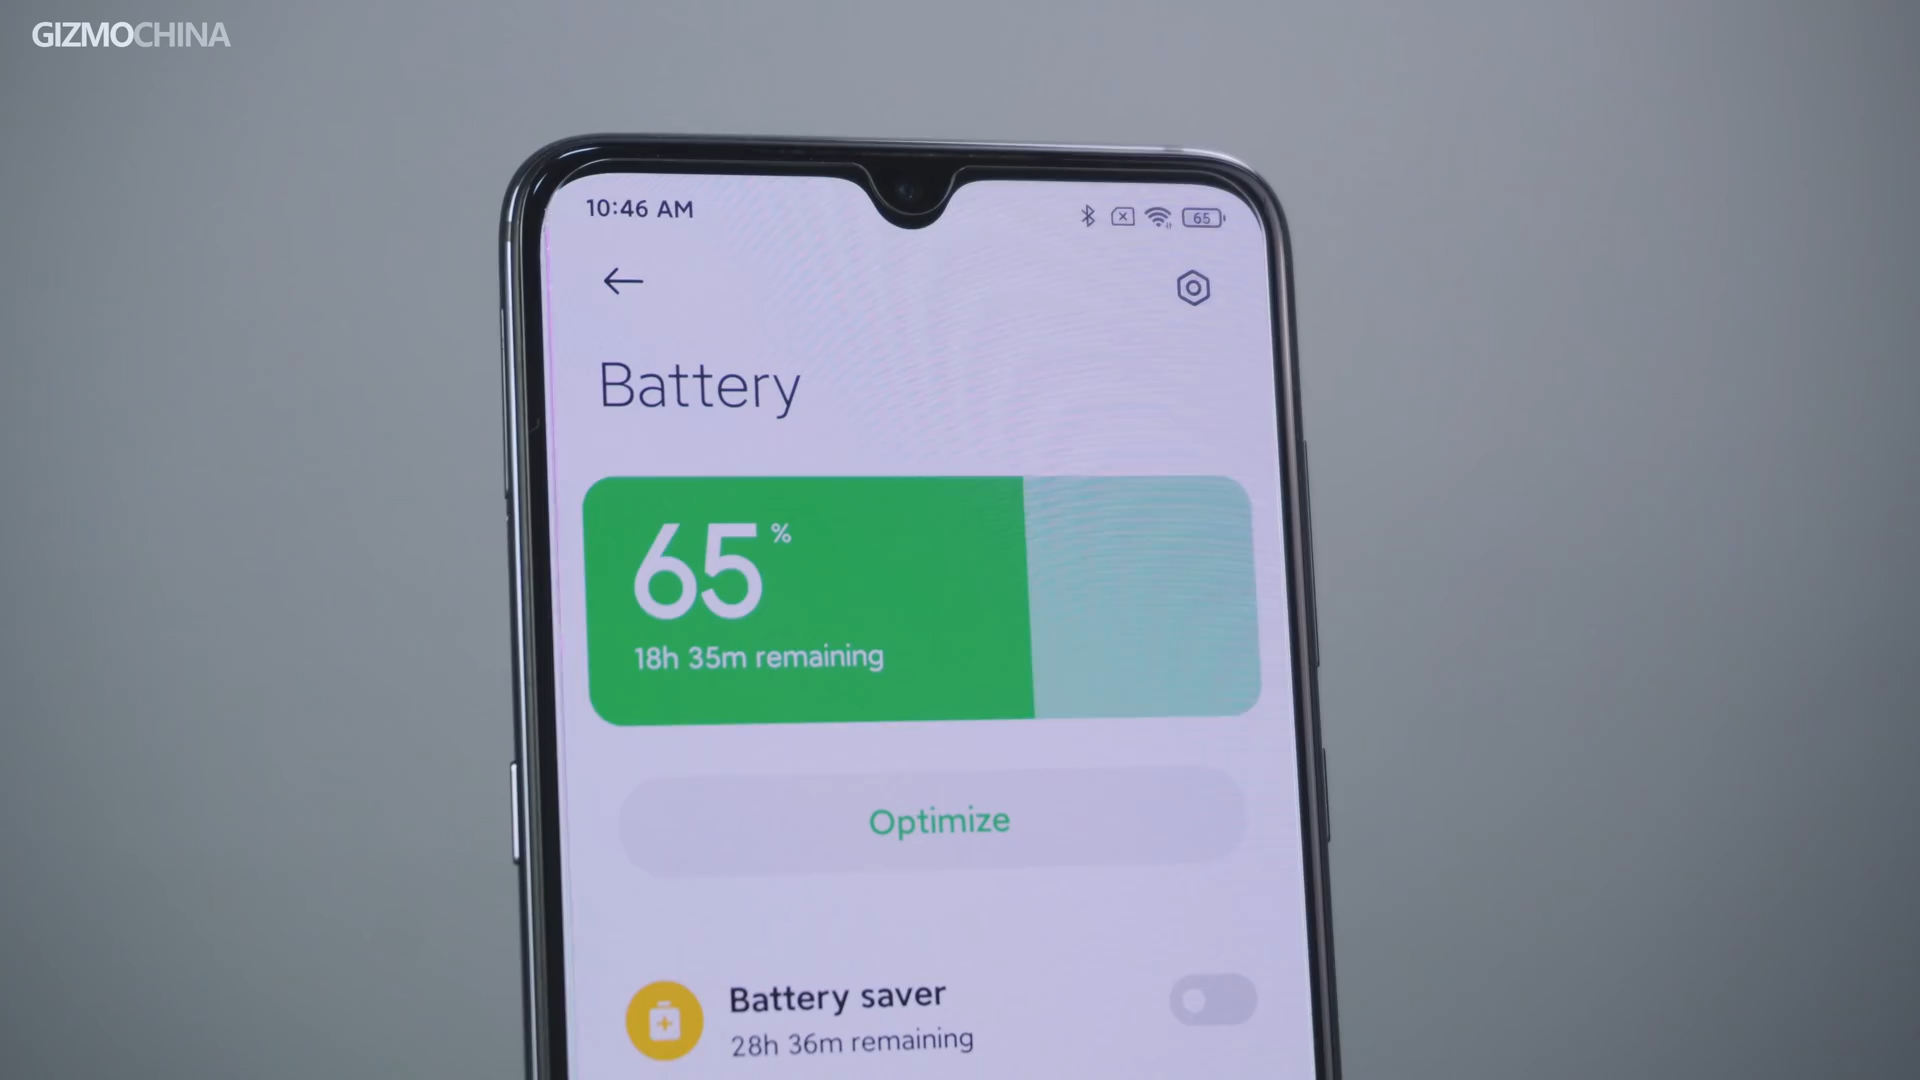 GIZMOCHINA
10:46 AM
65
Battery
65%
18h 35m remaining
Optimize
Battery saver
28h 36m remaining